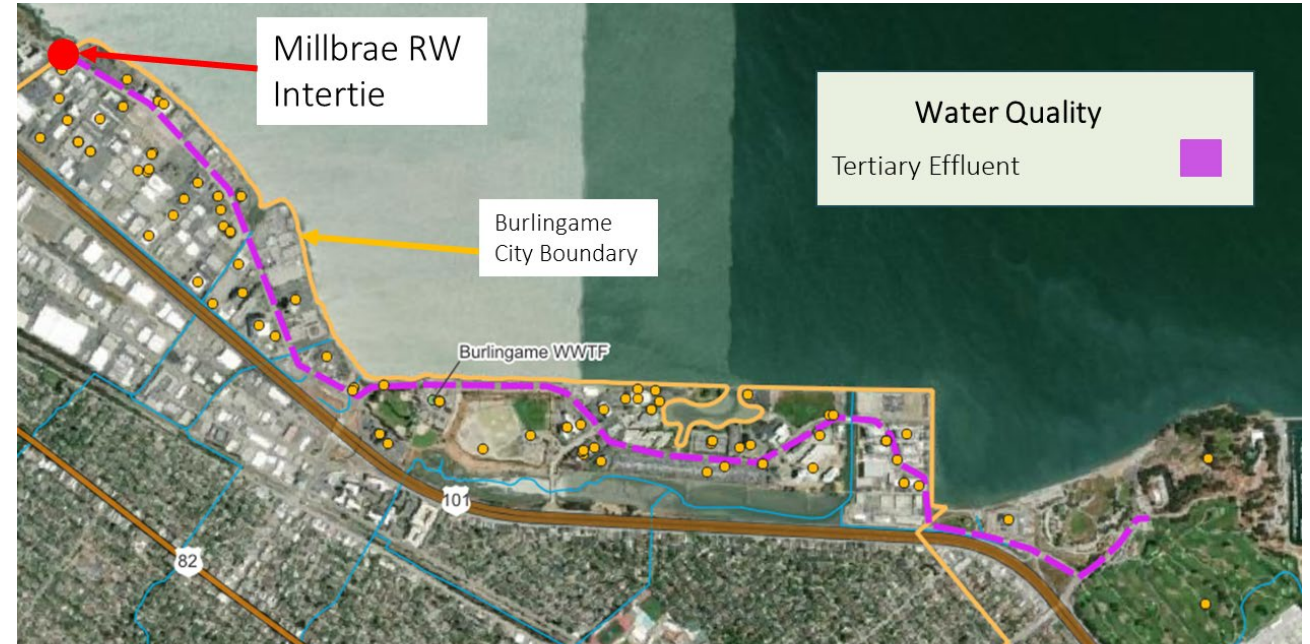 Millbrae RW
Intertie
Water Quality
Tertiary Effluent
Burlingame
City Boundary
Burlingame WWTF
101
82